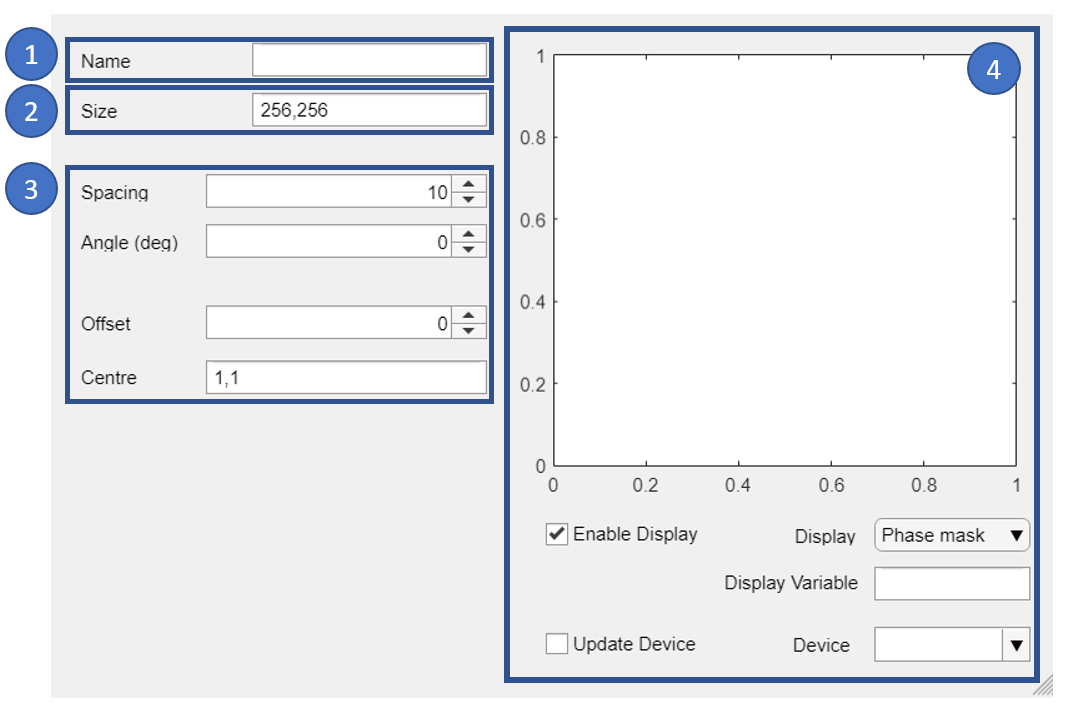 1
Name
2
Size 256,256
3
Spacing 10
Angle (deg) 0
Offset 0
Centre 1,1
4
1
0.8
0.6
0.4
0.2
0
0 0.2 0.4 0.6 0.8 1
Enable Display Display Phase mask
Display Variable
Update Device Device